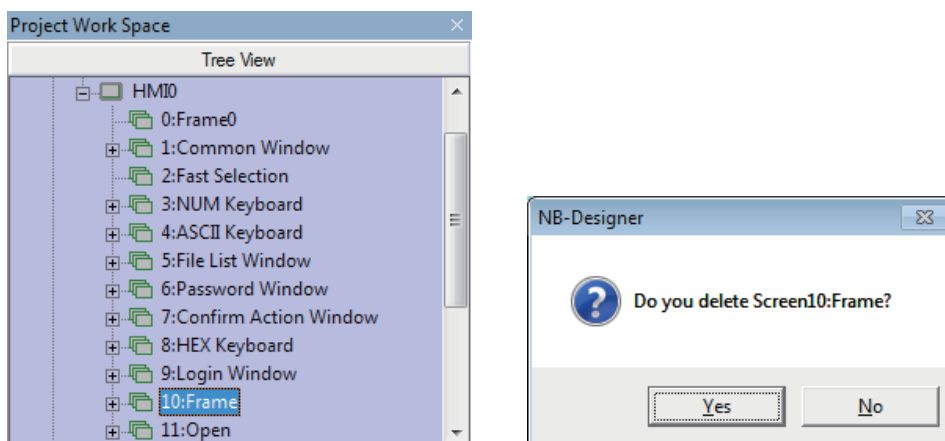 Project Work Space
Tree View
HMI0
0:Frame0
1:Common Window
2:Fast Selection
3:NUM Keyboard
4:ASCII Keyboard
5:File List Window
6:Password Window
7:Confirm Action Window
8:HEX Keyboard
9:Login Window
10:Frame
11:Open
NB-Designer
Do you delete Screen10:Frame?
Yes No